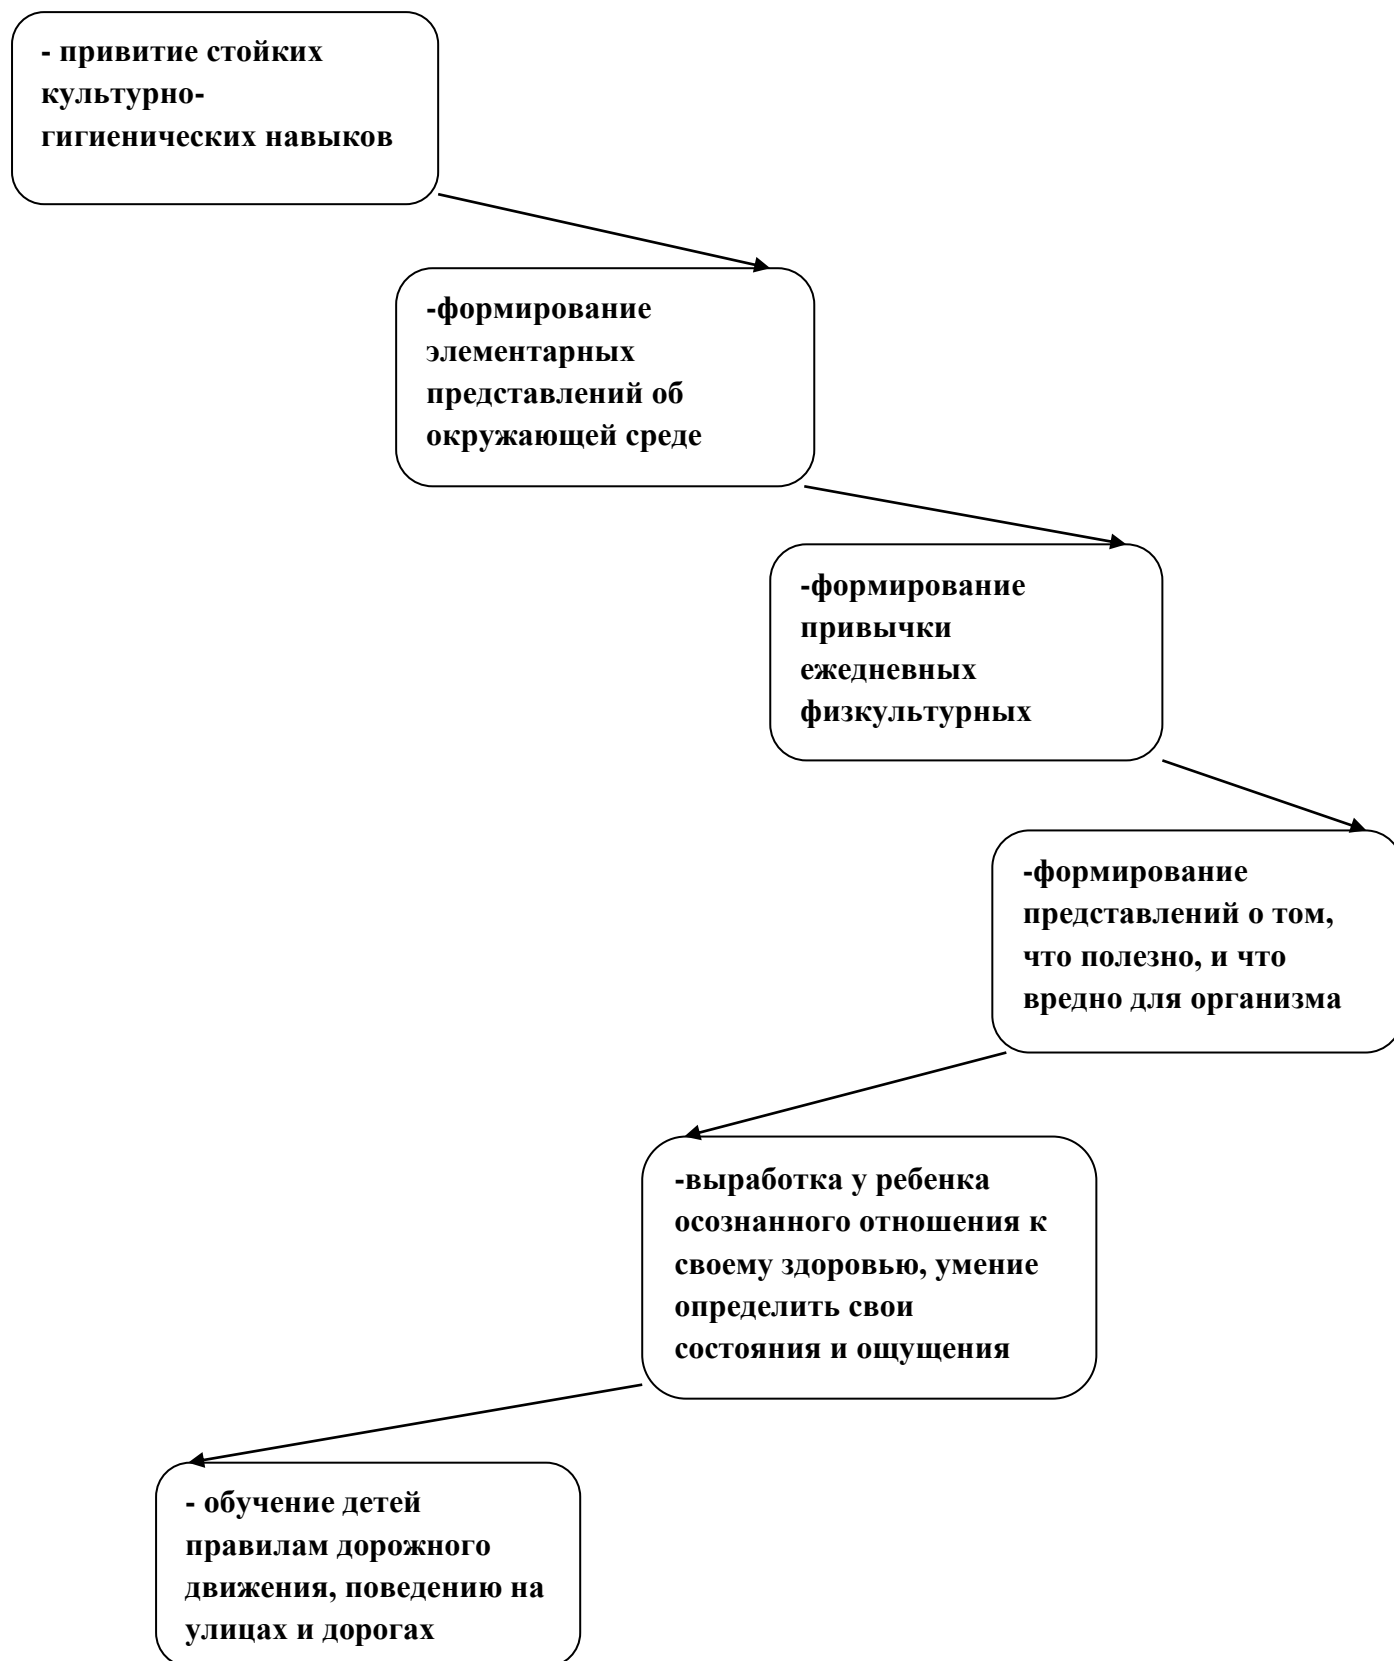 - привитие стойких
культурно-
гигиенических навыков
-формирование
элементарных
представлений об
окружающей среде
-формирование
привычки
ежедневных
физкультурных
-формирование
представлений о том,
что полезно, и что
вредно для организма
-выработка у ребенка
осознанного отношения к
своему здоровью, умение
определить свои
состояния и ощущения
- обучение детей
правилам дорожного
движения, поведению на
улицах и дорогах